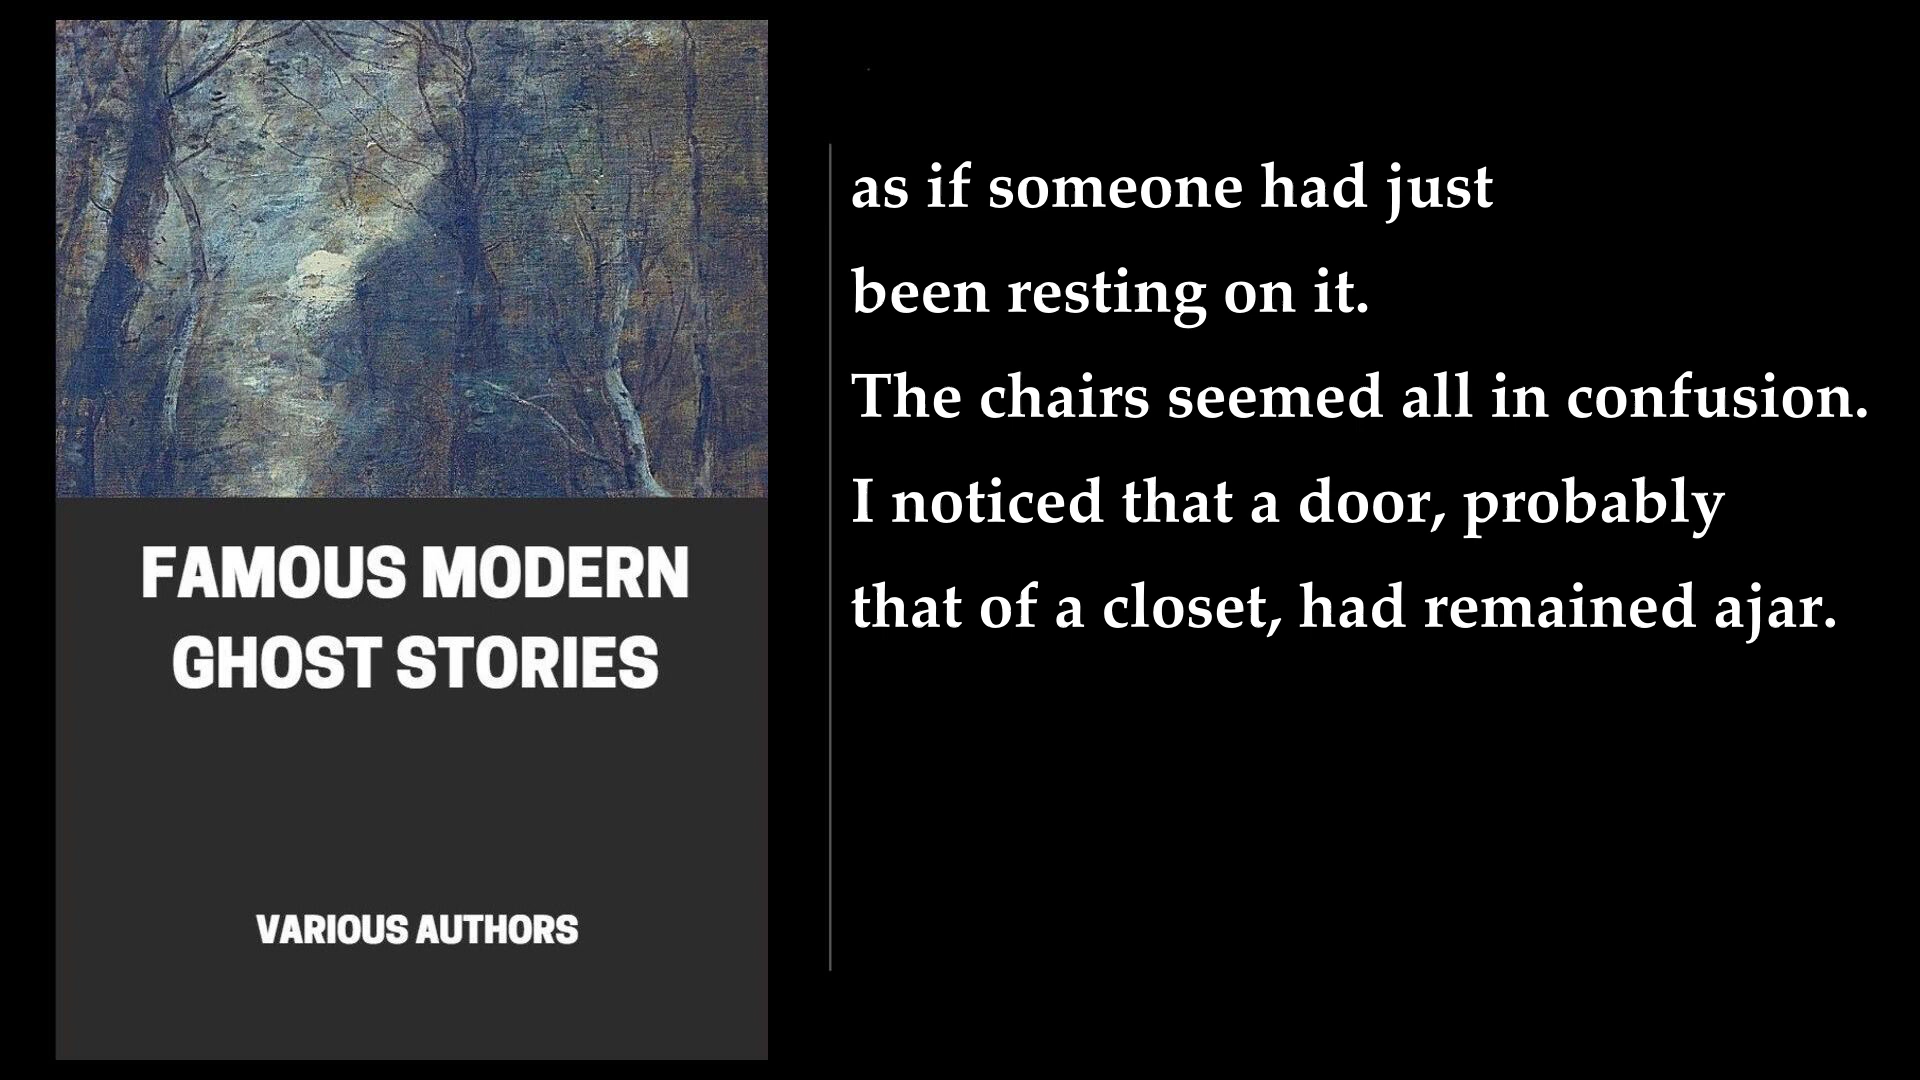 FAMOUS MODERN
GHOST STORIES
VARIOUS AUTHORS
as if someone had just
been resting on it.
The chairs seemed all in confusion.
I noticed that a door, probably
that of a closet, had remained ajar.